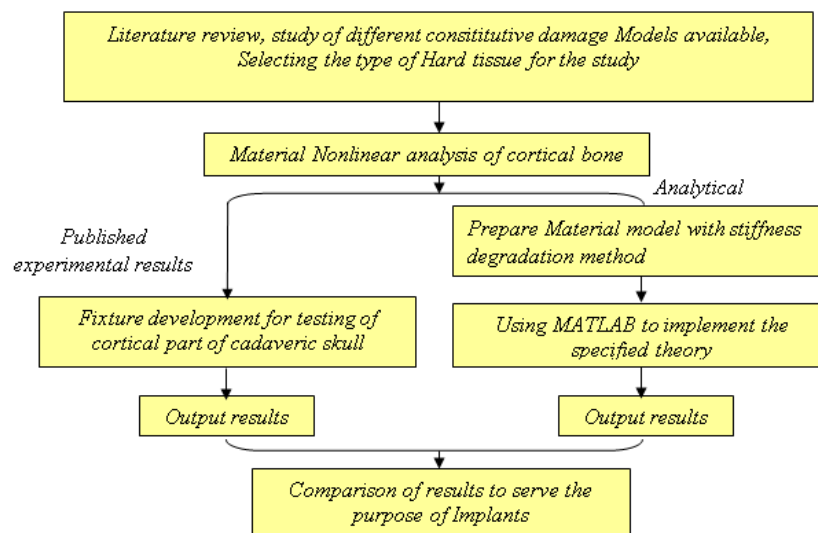 Literature review, study of different consititutive damage Models available,
Selecting the type of Hard tissue for the study
Material Nonlinear analysis of cortical bone
Analytical
Published
experimental results
Prepare Material model with stiffness
degradation method
Fixture development for testing of
cortical part of cadaveric skull
Using MATLAB to implement the
specified theory
Output results
Output results
Comparison of results to serve the
purpose of Implants